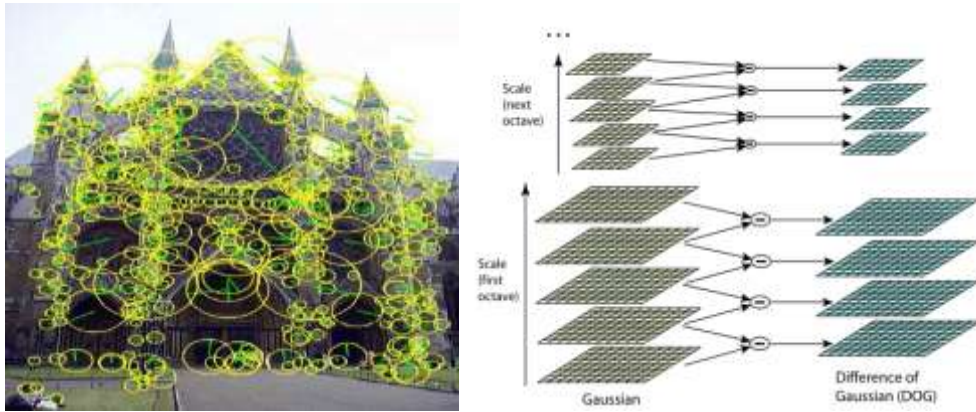 ...
Scale
(next
octave)
Scale
(first
octave)
Gaussian
Difference of
Gaussian (DOG)